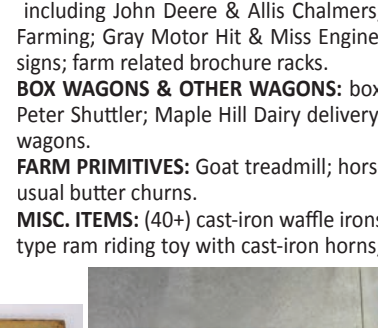 including John Deere & Allis Chalmers,
Farming; Gray Motor Hit & Miss Engine
signs; farm related brochure racks.
BOX WAGONS & OTHER WAGONS: box
Peter Shuttler; Maple Hill Dairy delivery
wagons.
FARM PRIMITIVES: Goat treadmill; hors
usual butter churns.
MISC. ITEMS: (40+) cast-iron waffle irons
type ram riding toy with cast-iron horns,